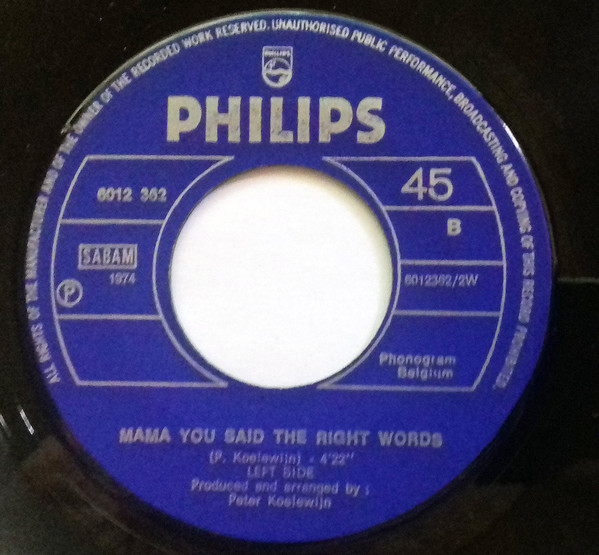 ALL RIGHTS OF THE MANUFACTURER AND OF THE OWNER OF THE RECORDED WORK RESERVED. UNAUTHORISED PUBLIC PERFORMANCE, BROADCASTING AND COPYING OF THIS RECORD PROHIBITED.
PHILIPS
PHILIPS
6012 362
45
B
SABAM
1974
6012362/2W
P
Phonogram
Belgium
MAMA YOU SAID THE RIGHT WORDS
(P. Koelewijn) - 4'22"
LEFT SIDE
Produced and arranged by :
Peter Koelewijn